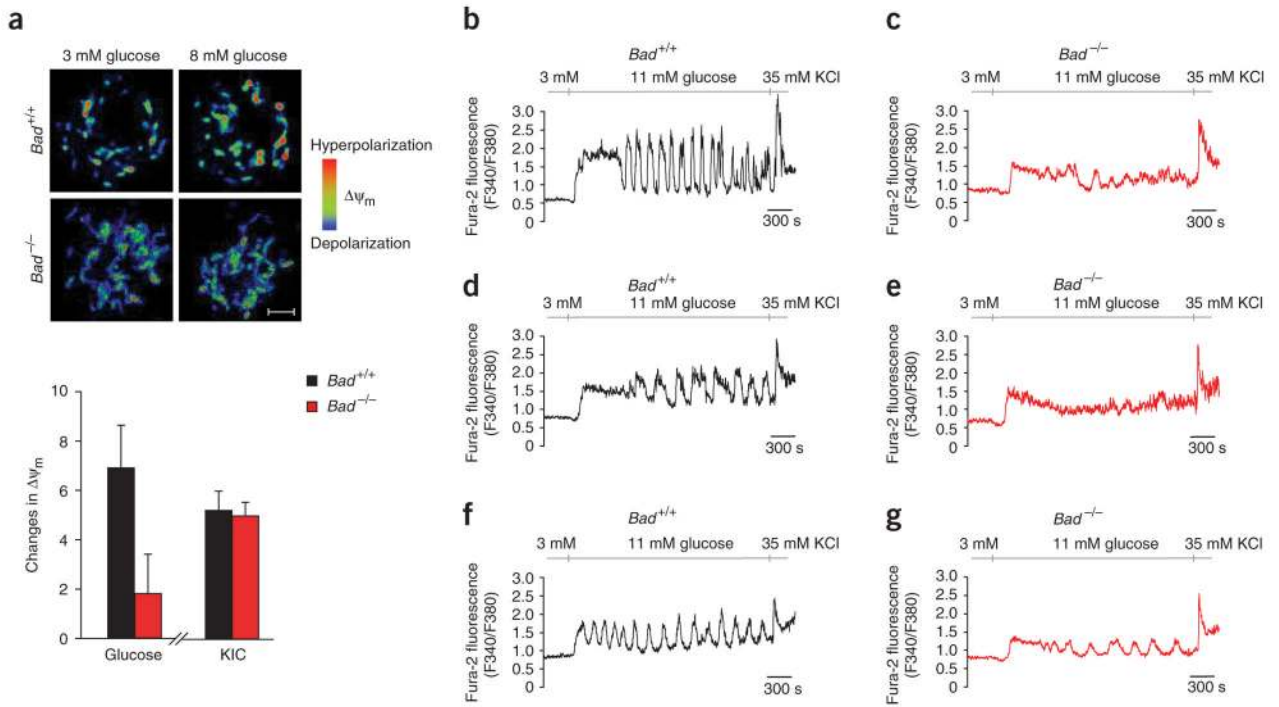 a
3 mM glucose 8 mM glucose
Bad+/+
Bad−/−
Hyperpolarization
Δψm
Depolarization
Bad+/+
Bad−/−
10
8
6
4
2
0
Changes in Δψm
Glucose KIC
b
Bad+/+
3 mM 11 mM glucose 35 mM KCl
Fura-2 fluorescence
(F340/F380)
3.0
2.5
2.0
1.5
1.0
0.5
0
300 s
c
Bad−/−
3 mM 11 mM glucose 35 mM KCl
Fura-2 fluorescence
(F340/F380)
3.0
2.5
2.0
1.5
1.0
0.5
0
300 s
d
Bad+/+
3 mM 11 mM glucose 35 mM KCl
Fura-2 fluorescence
(F340/F380)
3.0
2.5
2.0
1.5
1.0
0.5
0
300 s
e
Bad−/−
3 mM 11 mM glucose 35 mM KCl
Fura-2 fluorescence
(F340/F380)
3.0
2.5
2.0
1.5
1.0
0.5
0
300 s
f
Bad+/+
3 mM 11 mM glucose 35 mM KCl
Fura-2 fluorescence
(F340/F380)
3.0
2.5
2.0
1.5
1.0
0.5
0
300 s
g
Bad−/−
3 mM 11 mM glucose 35 mM KCl
Fura-2 fluorescence
(F340/F380)
3.0
2.5
2.0
1.5
1.0
0.5
0
300 s